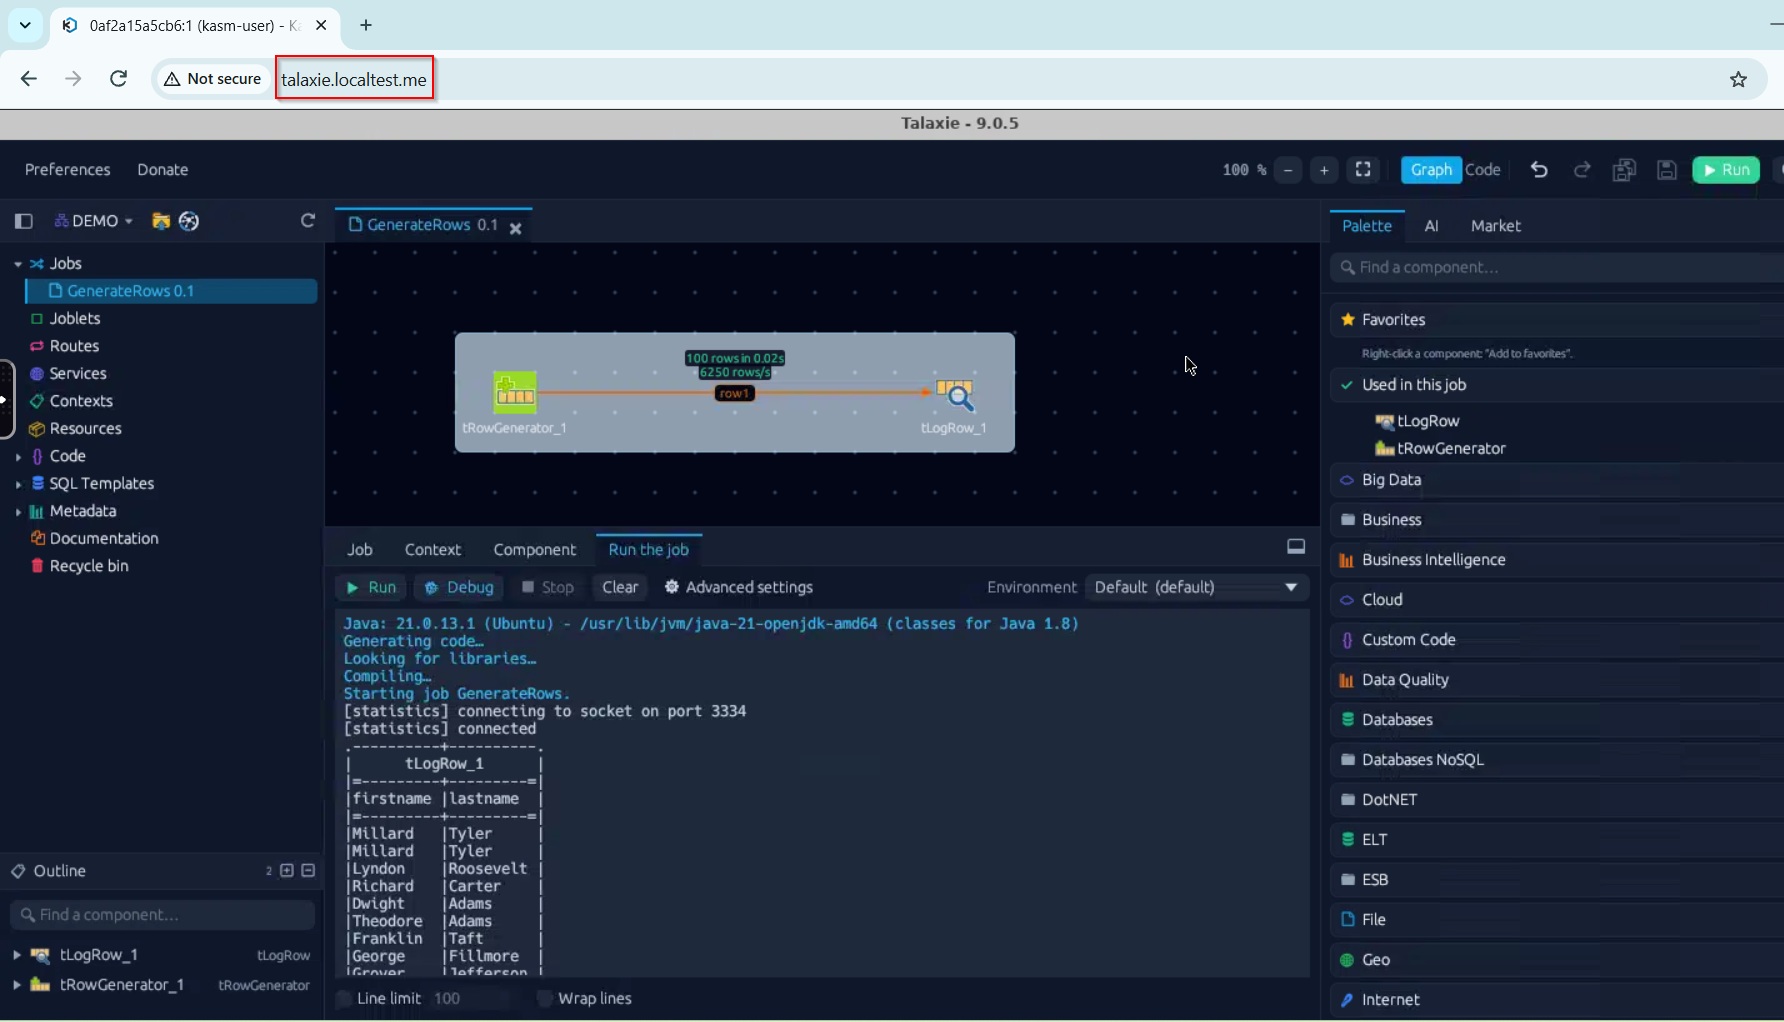 0af2a15a5cb6:1 (kasm-user) - Ka
Not secure
talaxie.localtest.me
Talaxie - 9.0.5
Preferences
Donate
100 %
Graph
Code
Run
DEMO
GenerateRows 0.1
Palette
AI
Market
Find a component...
Jobs
GenerateRows 0.1
Joblets
Routes
Services
Contexts
Resources
Code
SQL Templates
Metadata
Documentation
Recycle bin
100 rows in 0.02s
6250 rows/s
row1
tRowGenerator_1
tLogRow_1
Favorites
Right-click a component: "Add to favorites".
Used in this job
tLogRow
tRowGenerator
Big Data
Business
Business Intelligence
Cloud
Custom Code
Data Quality
Databases
Databases NoSQL
DotNET
ELT
ESB
File
Geo
Internet
Job
Context
Component
Run the job
Run
Debug
Stop
Clear
Advanced settings
Environment
Default (default)
Java: 21.0.13.1 (Ubuntu) - /usr/lib/jvm/java-21-openjdk-amd64 (classes for Java 1.8)
Generating code…
Looking for libraries…
Compiling…
Starting job GenerateRows.
[statistics] connecting to socket on port 3334
[statistics] connected
.---------+----------.
|      tLogRow_1      |
|=---------+---------=|
|firstname |lastname  |
|=---------+---------=|
|Millard   |Tyler     |
|Millard   |Tyler     |
|Lyndon    |Roosevelt |
|Richard   |Carter    |
|Dwight    |Adams     |
|Theodore  |Adams     |
|Franklin  |Taft      |
|George    |Fillmore  |
|Grover    |Jefferson |
Line limit 100
Wrap lines
Outline
2
Find a component...
tLogRow_1
tLogRow
tRowGenerator_1
tRowGenerator